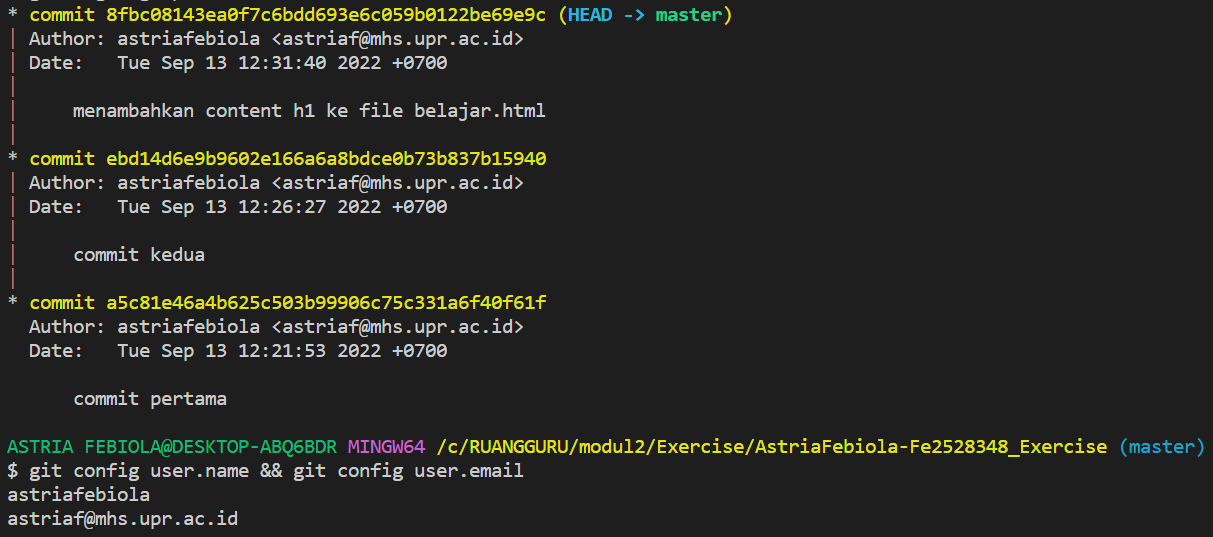 * commit 8fbc08143ea0f7c6bdd693e6c059b0122be69e9c (HEAD -> master)
| Author: astriafebiola <astriaf@mhs.upr.ac.id>
| Date:   Tue Sep 13 12:31:40 2022 +0700
|
|     menambahkan content h1 ke file belajar.html
|
* commit ebd14d6e9b9602e166a6a8bdce0b73b837b15940
| Author: astriafebiola <astriaf@mhs.upr.ac.id>
| Date:   Tue Sep 13 12:26:27 2022 +0700
|
|     commit kedua
|
* commit a5c81e46a4b625c503b99906c75c331a6f40f61f
  Author: astriafebiola <astriaf@mhs.upr.ac.id>
  Date:   Tue Sep 13 12:21:53 2022 +0700

      commit pertama

ASTRIA FEBIOLA@DESKTOP-ABQ6BDR MINGW64 /c/RUANGGURU/modul2/Exercise/AstriaFebiola-Fe2528348_Exercise (master)
$ git config user.name && git config user.email
astriafebiola
astriaf@mhs.upr.ac.id